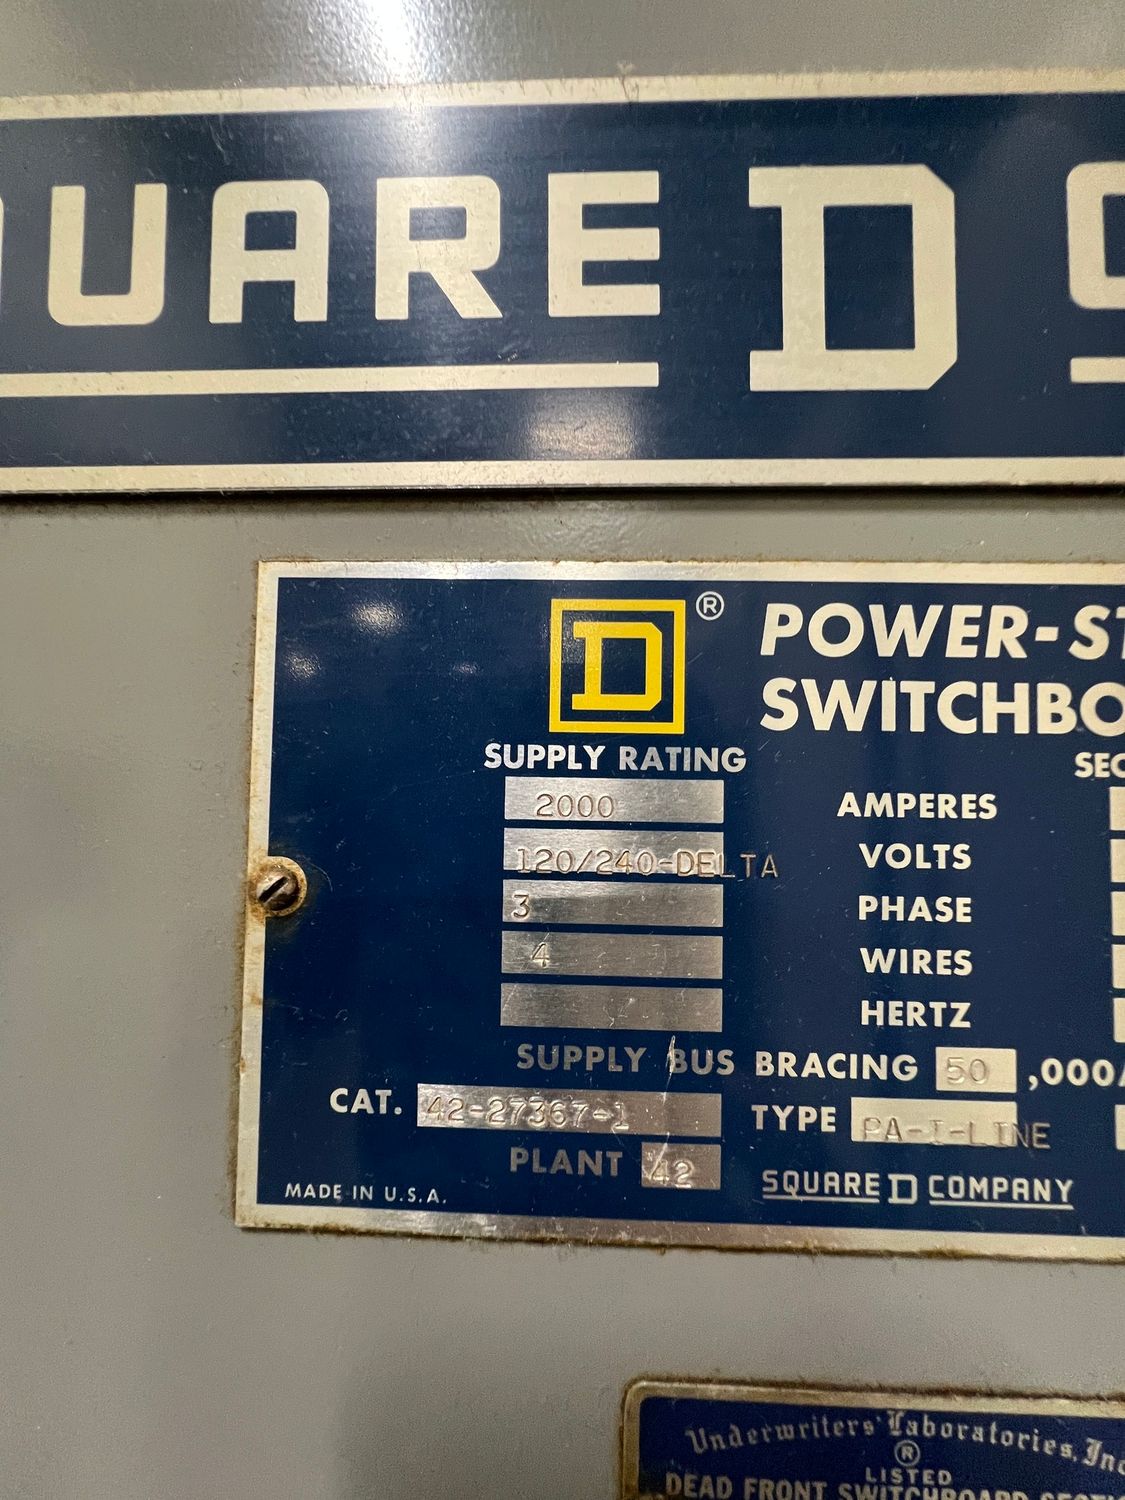 UARE D
D ® POWER-ST
SWITCHBO
SUPPLY RATING SEC
2000 AMPERES
120/240-DELTA VOLTS
3 PHASE
4 WIRES
HERTZ
SUPPLY BUS BRACING 50 ,000
CAT. 42-27367-1 TYPE PA-I-LINE
PLANT 42
MADE IN U.S.A. SQUARE D COMPANY
Underwriters' Laboratories, Inc
®
LISTED
DEAD FRONT SWITCHBOARD SECTI